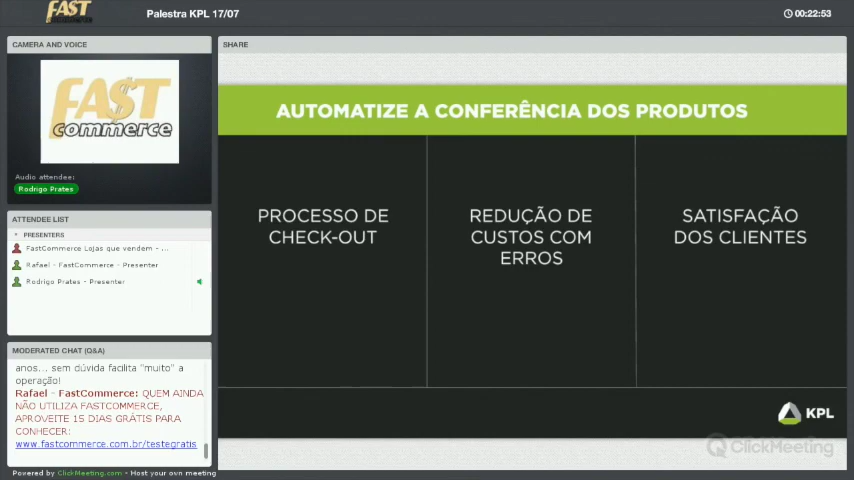 FAST
commerce
Palestra KPL 17/07
00:22:53
CAMERA AND VOICE
FA$T
commerce
Audio attendee:
Rodrigo Prates
ATTENDEE LIST
PRESENTERS
FastCommerce Lojas que vendem - ...
Rafael - FastCommerce - Presenter
Rodrigo Prates - Presenter
MODERATED CHAT (Q&A)
anos... sem dúvida facilita "muito" a
operação!
Rafael - FastCommerce: QUEM AINDA
NÃO UTILIZA FASTCOMMERCE,
APROVEITE 15 DIAS GRÁTIS PARA
CONHECER:
www.fastcommerce.com.br/testegratis
Powered by ClickMeeting.com - Host your own meeting
SHARE
AUTOMATIZE A CONFERÊNCIA DOS PRODUTOS
PROCESSO DE
CHECK-OUT
REDUÇÃO DE
CUSTOS COM
ERROS
SATISFAÇÃO
DOS CLIENTES
KPL
ClickMeeting